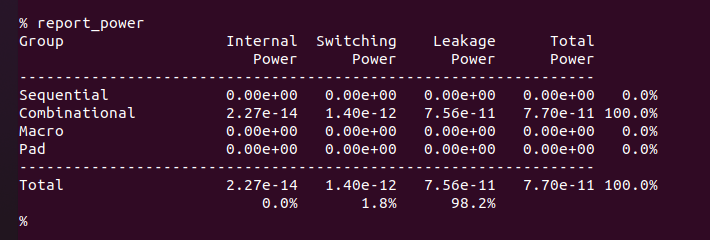 % report_power
Group                  Internal  Switching    Leakage      Total
                          Power      Power      Power      Power
----------------------------------------------------------------
Sequential             0.00e+00   0.00e+00   0.00e+00   0.00e+00   0.0%
Combinational          2.27e-14   1.40e-12   7.56e-11   7.70e-11 100.0%
Macro                  0.00e+00   0.00e+00   0.00e+00   0.00e+00   0.0%
Pad                    0.00e+00   0.00e+00   0.00e+00   0.00e+00   0.0%
----------------------------------------------------------------
Total                  2.27e-14   1.40e-12   7.56e-11   7.70e-11 100.0%
                           0.0%       1.8%      98.2%
%